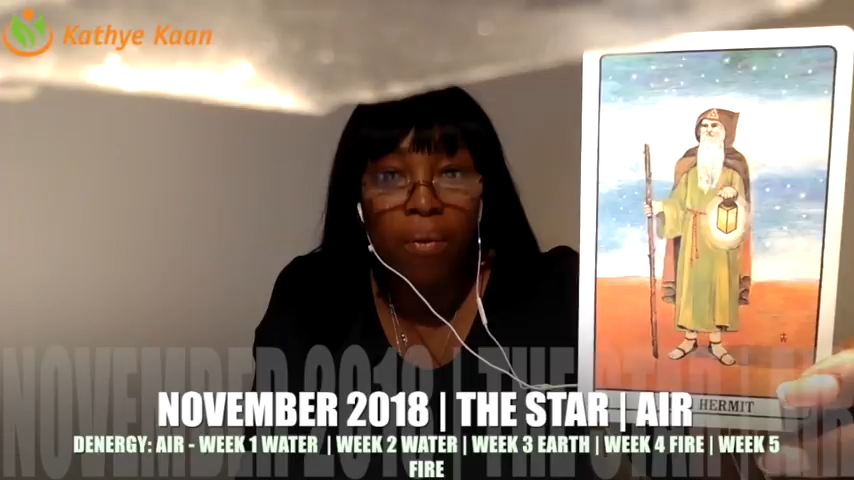 Kathye Kaan
HERMIT
NOVEMBER 2018 | THE STAR | AIR
DENERGY: AIR - WEEK 1 WATER | WEEK 2 WATER | WEEK 3 EARTH | WEEK 4 FIRE | WEEK 5
FIRE